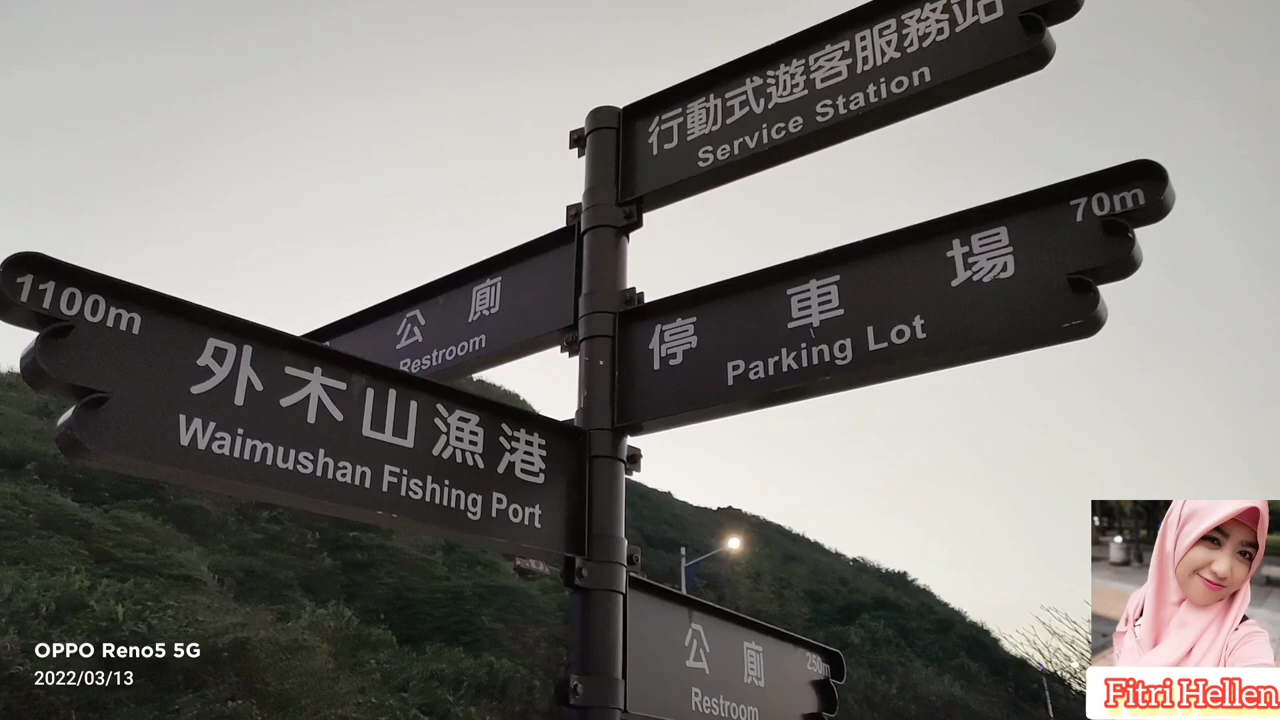 行動式遊客服務站
Service Station
70m
停車場
Parking Lot
公廁
Restroom
1100m
外木山漁港
Waimushan Fishing Port
公廁
250m
Restroom
OPPO Reno5 5G
2022/03/13
Fitri Hellen